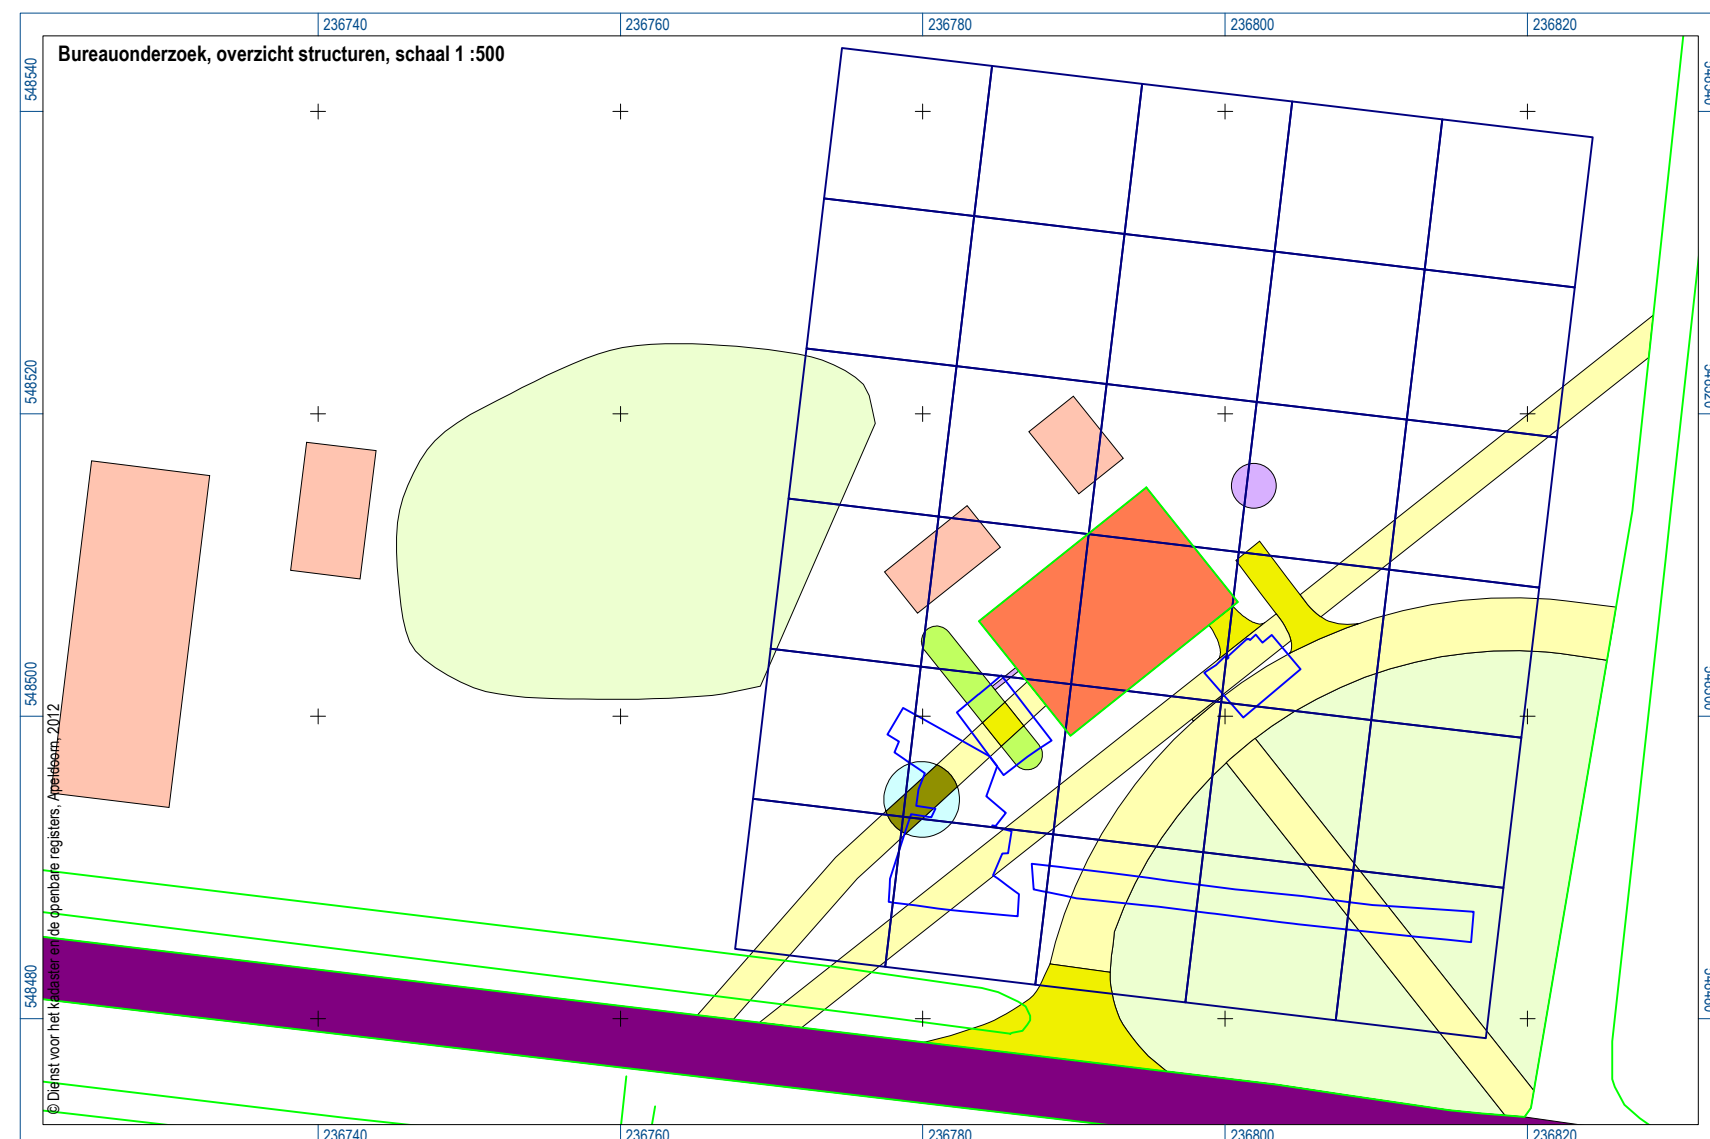 236740 236760 236780 236800 236820
Bureauonderzoek, overzicht structuren, schaal 1 :500
548540
548520
548500
548480
© Dienst voor het kadaster en de openbare registers, Apeldoorn, 2012
236740 236760 236780 236800 236820